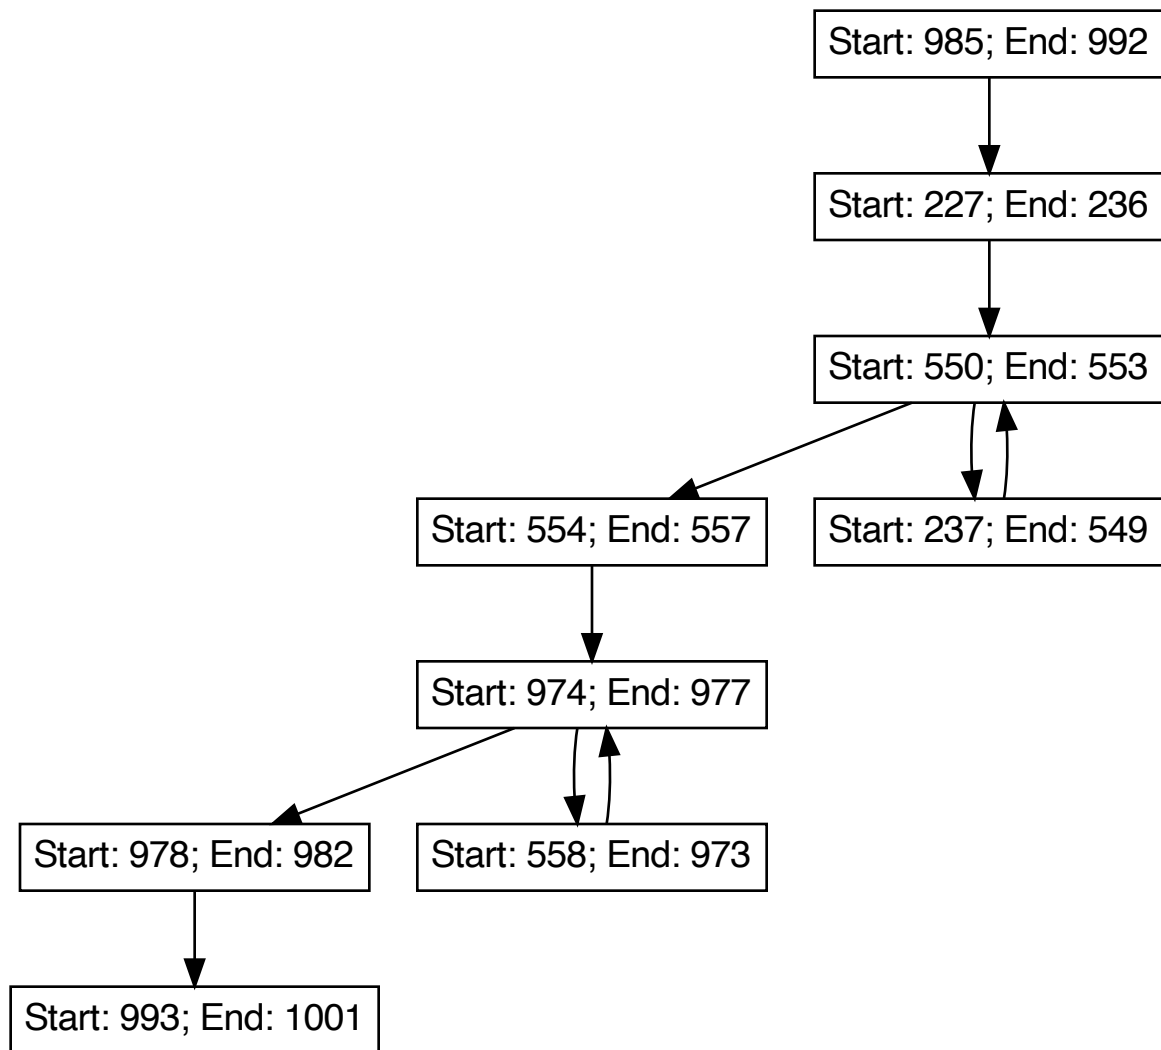 Start: 985; End: 992
Start: 227; End: 236
Start: 550; End: 553
Start: 554; End: 557
Start: 237; End: 549
Start: 974; End: 977
Start: 978; End: 982
Start: 558; End: 973
Start: 993; End: 1001